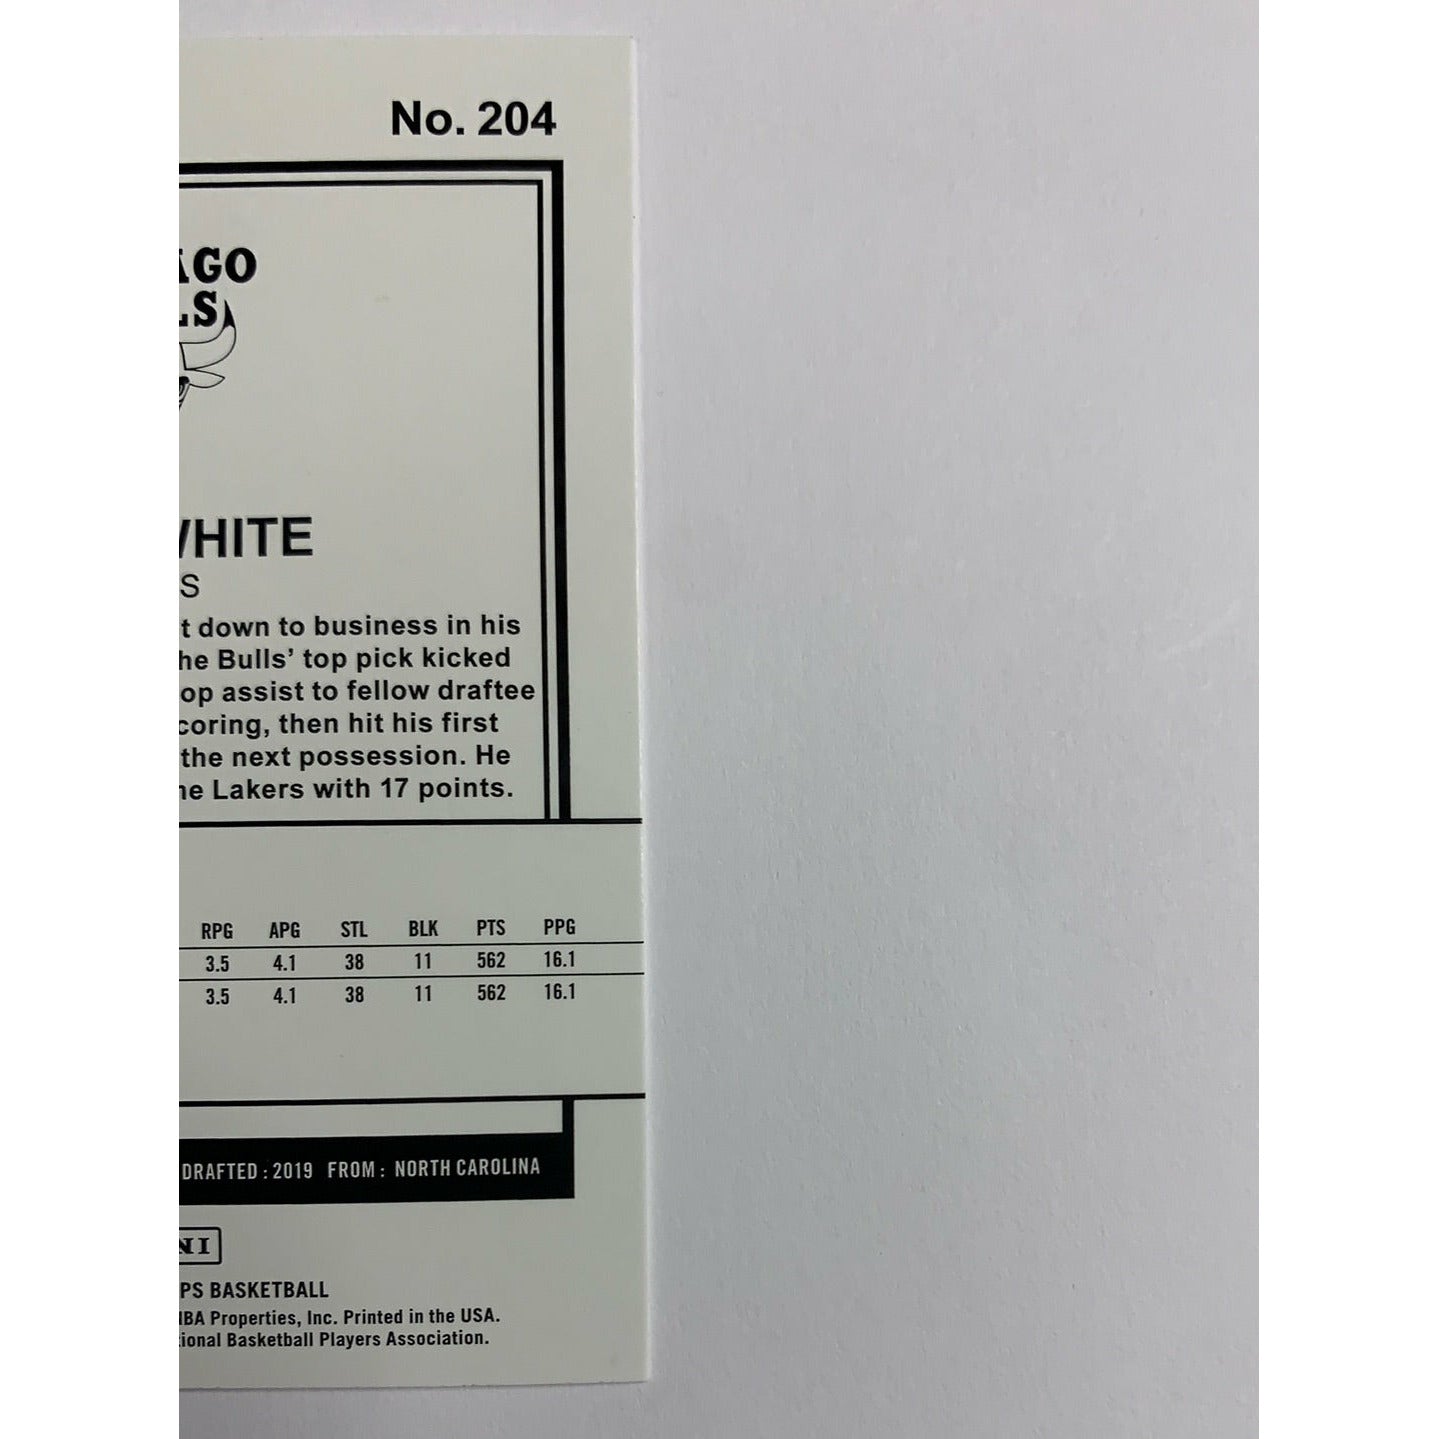 No. 204
AGO
LS
WHITE
S
t down to business in his
he Bulls' top pick kicked
op assist to fellow draftee
coring, then hit his first
the next possession. He
he Lakers with 17 points.
RPG APG STL BLK PTS PPG
3.5 4.1 38 11 562 16.1
3.5 4.1 38 11 562 16.1
DRAFTED : 2019 FROM : NORTH CAROLINA
NI
PS BASKETBALL
NBA Properties, Inc. Printed in the USA.
tional Basketball Players Association.